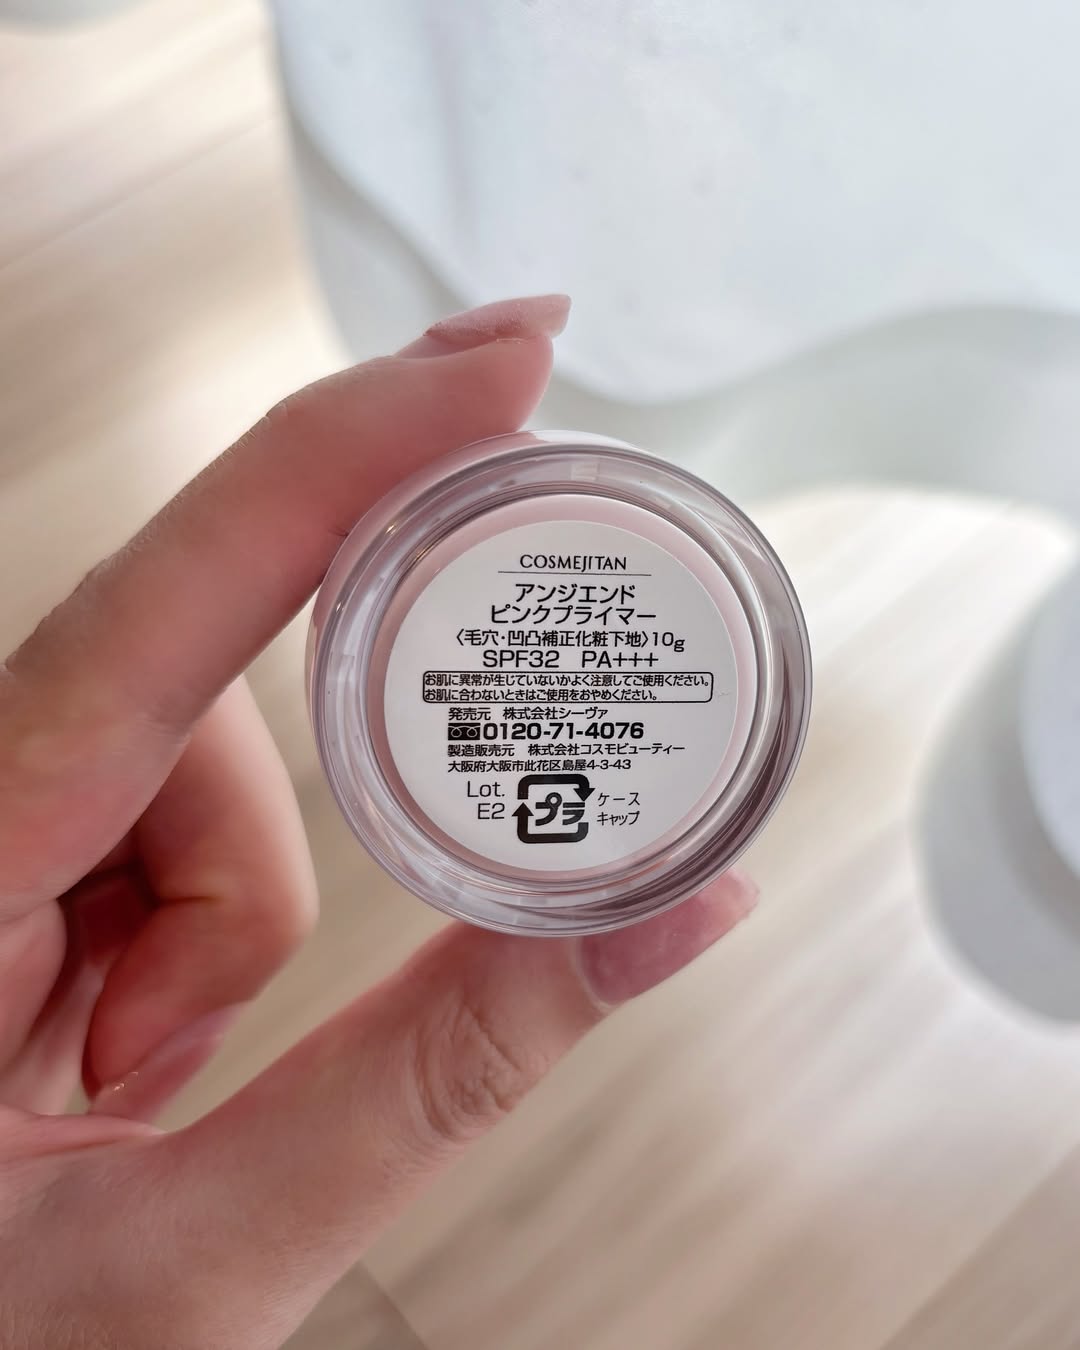 COSMEJITAN
アンジエンド
ピンクプライマー
〈毛穴・凹凸補正化粧下地〉10g
SPF32 PA+++
お肌に異常が生じていないかよく注意してご使用ください。
お肌に合わないときはご使用をおやめください。
発売元 株式会社シーヴァ
0120-71-4076
製造販売元 株式会社コスモビューティー
大阪府大阪市此花区島屋4-3-43
Lot.
E2
プラ
ケース
キャップ